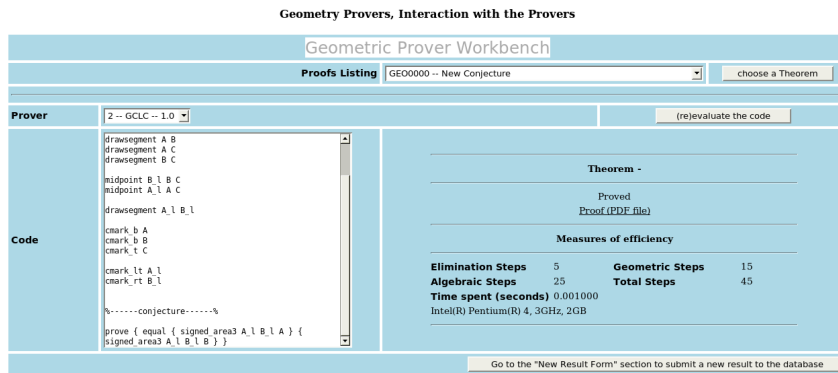 Geometry Provers, Interaction with the Provers
Geometric Prover Workbench
Proofs Listing GEO0000 -- New Conjecture choose a Theorem
Prover 2 -- GCLC -- 1.0 (re)evaluate the code
Code
drawsegment A B
drawsegment A C
drawsegment B C
midpoint B_l B C
midpoint A_l A C
drawsegment A_l B_l
cmark_b A
cmark_b B
cmark_t C
cmark_lt A_l
cmark_rt B_l
%------conjecture------%
prove { equal { signed_area3 A_l B_l A } {
signed_area3 A_l B_l B } }
Theorem -
Proved
Proof (PDF file)
Measures of efficiency
Elimination Steps 5 Geometric Steps 15
Algebraic Steps 25 Total Steps 45
Time spent (seconds) 0.001000
Intel(R) Pentium(R) 4, 3GHz, 2GB
Go to the "New Result Form" section to submit a new result to the database